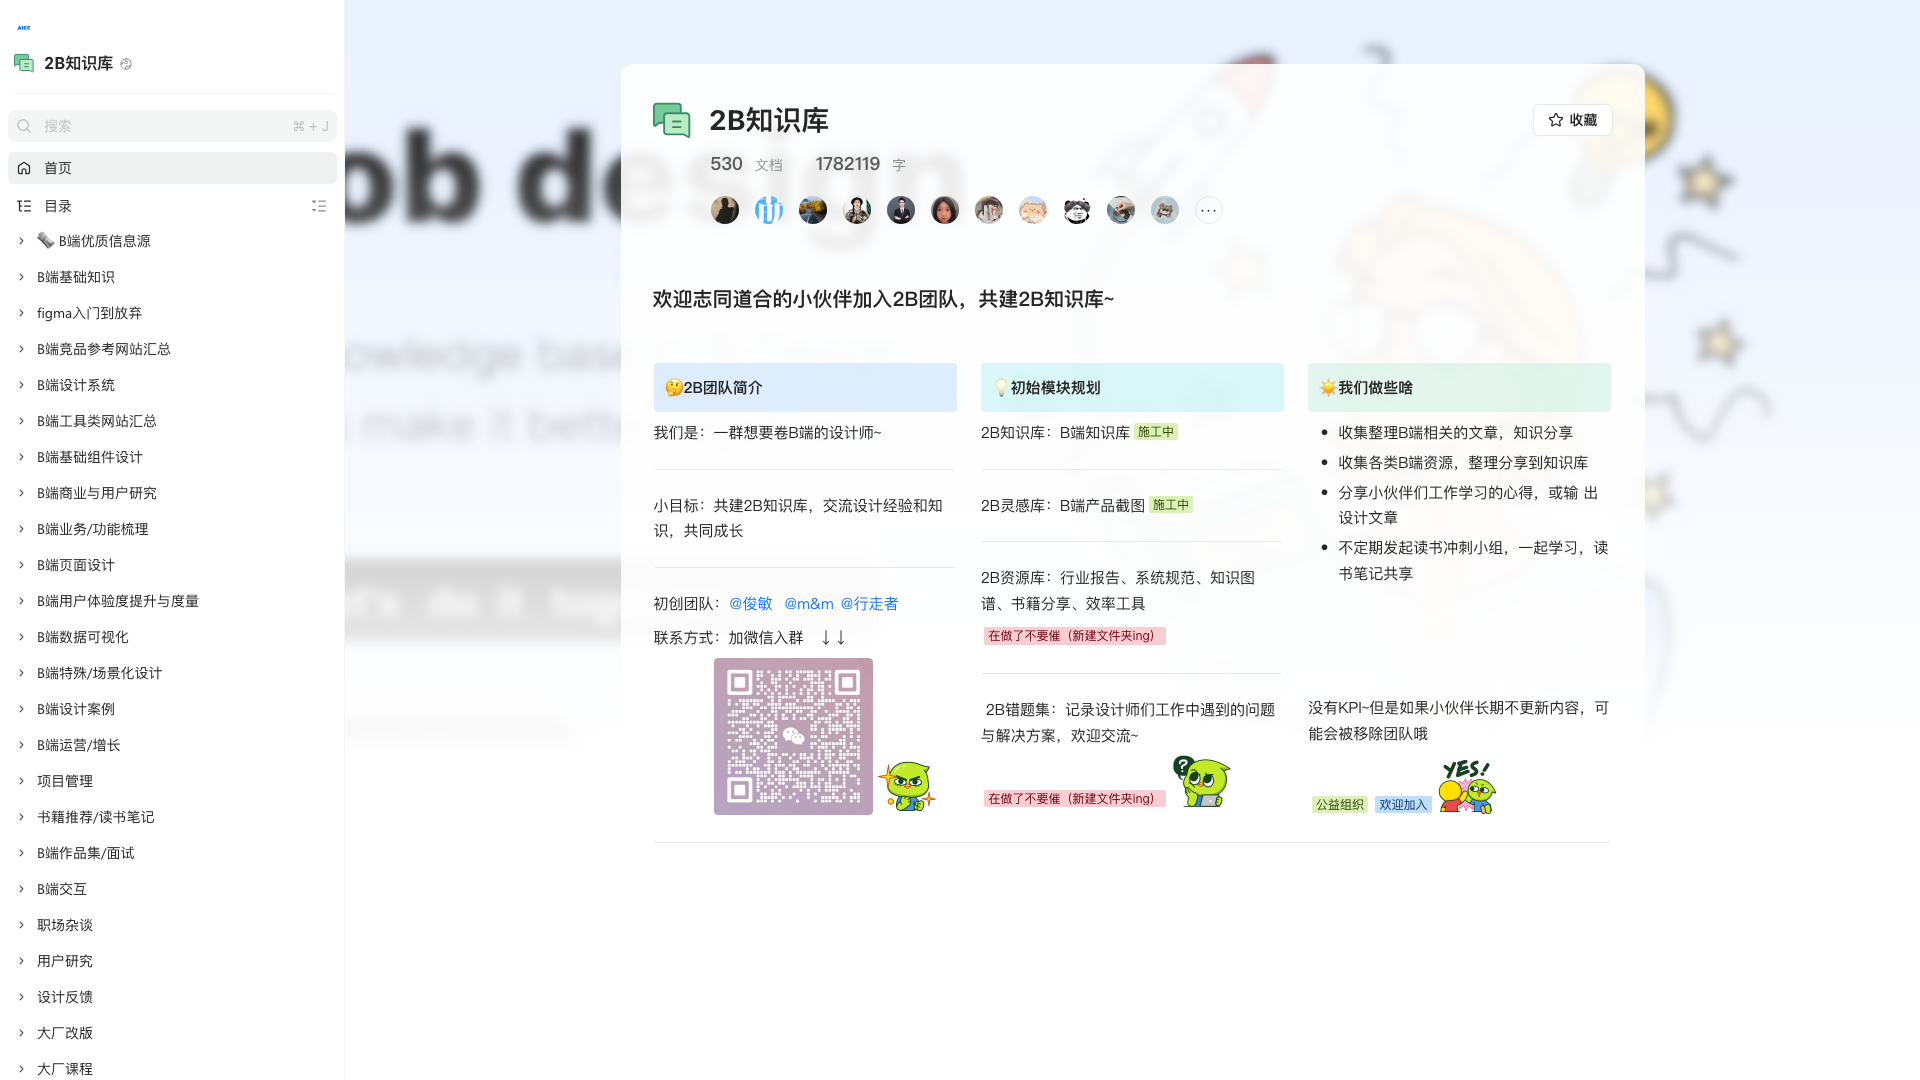 AICC
2B知识库
搜索
⌘ + J
首页
目录
B端优质信息源
B端基础知识
figma入门到放弃
B端竞品参考网站汇总
B端设计系统
B端工具类网站汇总
B端基础组件设计
B端商业与用户研究
B端业务/功能梳理
B端页面设计
B端用户体验度提升与度量
B端数据可视化
B端特殊/场景化设计
B端设计案例
B端运营/增长
项目管理
书籍推荐/读书笔记
B端作品集/面试
B端交互
职场杂谈
用户研究
设计反馈
大厂改版
大厂课程
ob design
owledge base
make it bette
do it
2B知识库
收藏
530 文档 1782119 字
欢迎志同道合的小伙伴加入2B团队，共建2B知识库~
🤔2B团队简介
我们是：一群想要卷B端的设计师~
小目标：共建2B知识库，交流设计经验和知
识，共同成长
初创团队：@俊敏 @m&m @行走者
联系方式：加微信入群 ↓↓
💡初始模块规划
2B知识库：B端知识库 施工中
2B灵感库：B端产品截图 施工中
2B资源库：行业报告、系统规范、知识图
谱、书籍分享、效率工具
在做了不要催（新建文件夹ing）
2B错题集：记录设计师们工作中遇到的问题
与解决方案，欢迎交流~
在做了不要催（新建文件夹ing）
?
☀️我们做些啥
• 收集整理B端相关的文章，知识分享
• 收集各类B端资源，整理分享到知识库
• 分享小伙伴们工作学习的心得，或输 出
设计文章
• 不定期发起读书冲刺小组，一起学习，读
书笔记共享
没有KPI~但是如果小伙伴长期不更新内容，可
能会被移除团队哦
公益组织 欢迎加入
YES!